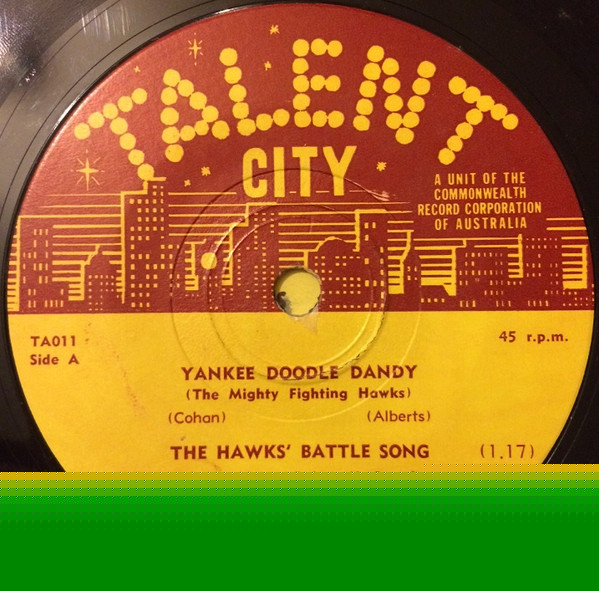 TALENT
CITY
A UNIT OF THE
COMMONWEALTH
RECORD CORPORATION
OF AUSTRALIA
TA011
Side A
45 r.p.m.
YANKEE DOODLE DANDY
(The Mighty Fighting Hawks)
(Cohan) (Alberts)
THE HAWKS' BATTLE SONG (1.17)